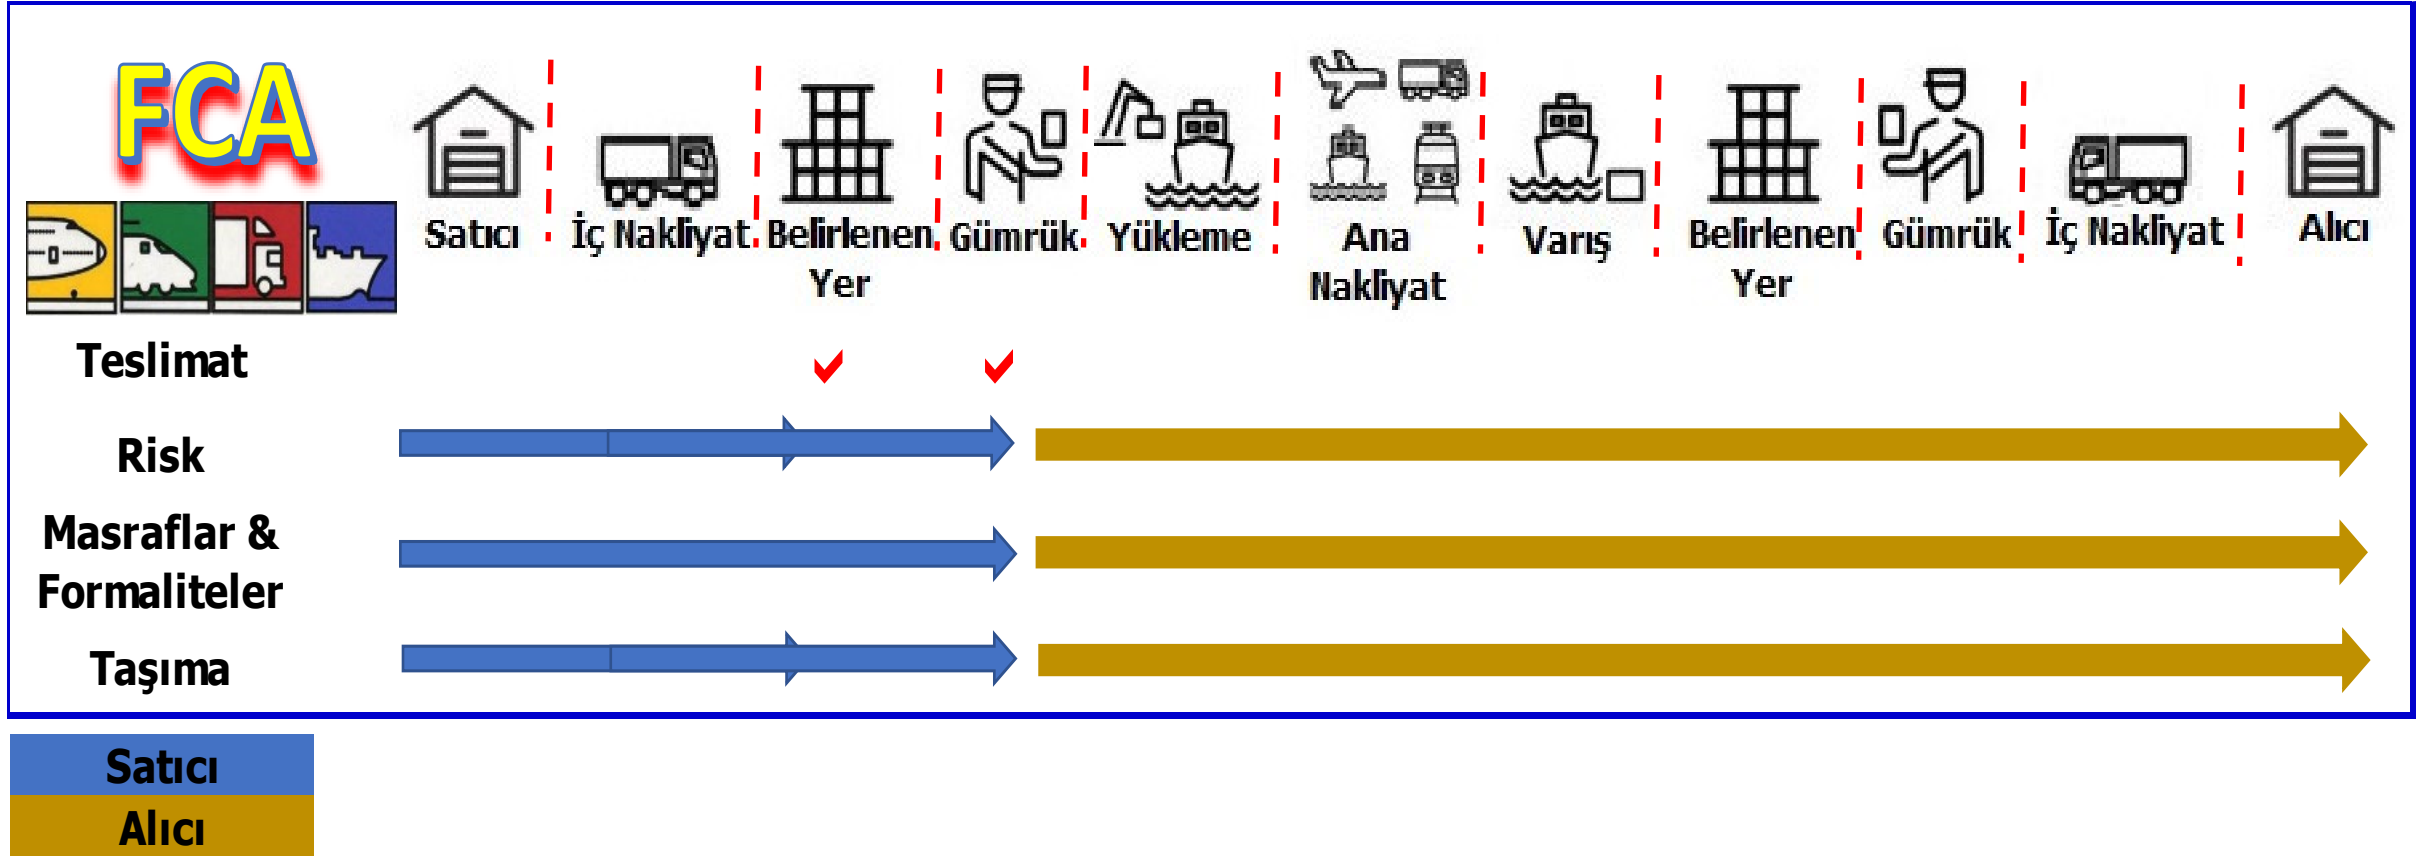 FCA
Satıcı
İç Nakliyat
Belirlenen
Yer
Gümrük
Yükleme
Ana
Nakliyat
Varış
Belirlenen
Yer
Gümrük
İç Nakliyat
Alıcı
Teslimat
Risk
Masraflar &
Formaliteler
Taşıma
Satıcı
Alıcı